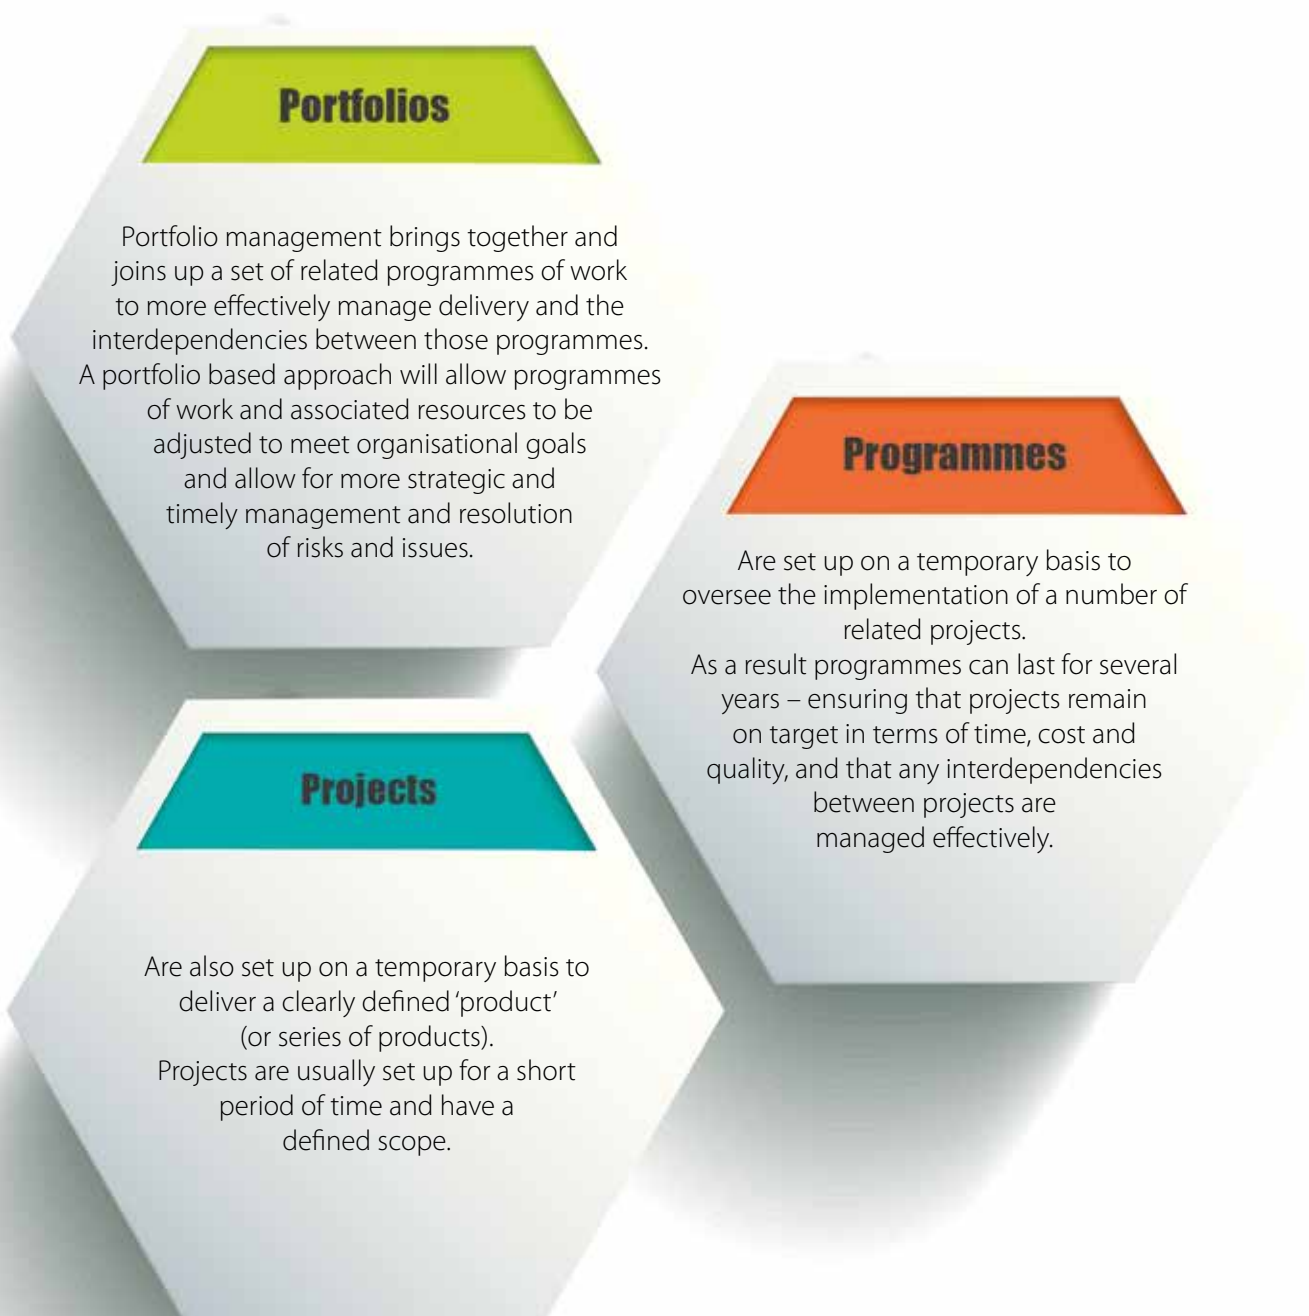 Portfolios
Portfolio management brings together and
joins up a set of related programmes of work
to more effectively manage delivery and the
interdependencies between those programmes.
A portfolio based approach will allow programmes
of work and associated resources to be
adjusted to meet organisational goals
and allow for more strategic and
timely management and resolution
of risks and issues.
Programmes
Are set up on a temporary basis to
oversee the implementation of a number of
related projects.
As a result programmes can last for several
years – ensuring that projects remain
on target in terms of time, cost and
quality, and that any interdependencies
between projects are
managed effectively.
Projects
Are also set up on a temporary basis to
deliver a clearly defined ‘product’
(or series of products).
Projects are usually set up for a short
period of time and have a
defined scope.